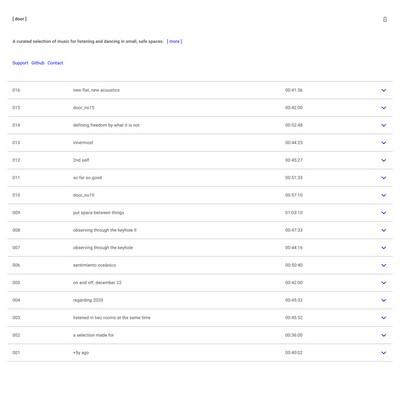 [ door ]
A curated selection of music for listening and dancing in small, safe spaces. [ more ]
Support Github Contact
016 new flat, new acoustics 00:41:36
015 door_no15 00:42:00
014 defining freedom by what it is not 00:52:48
013 innermost 00:44:25
012 2nd self 00:45:27
011 so far so good 00:51:33
010 door_no10 00:57:10
009 put space between things 01:03:10
008 observing through the keyhole II 00:47:33
007 observing through the keyhole 00:44:16
006 sentimiento oceánico 00:50:40
005 on and off, december 22 00:42:00
004 regarding 2020 00:45:32
003 listened in two rooms at the same time 00:45:52
002 a selection made for 00:36:00
001 +5y ago 00:40:02